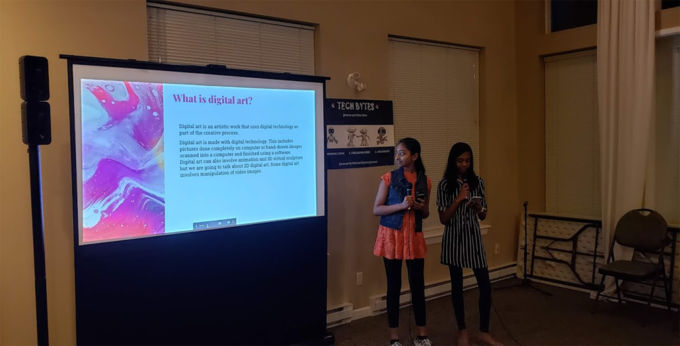 What is digital art?
Digital art is an artistic work that uses digital technology as
part of the creative process.
Digital art is made with digital technology. This includes
pictures done completely on computer or hand-drawn images
scanned into a computer and finished using a software.
Digital art can also involve animation and 3D virtual sculpture
but we are going to talk about 2D digital art. Some digital art
involves manipulation of video images.
TECH BYTES